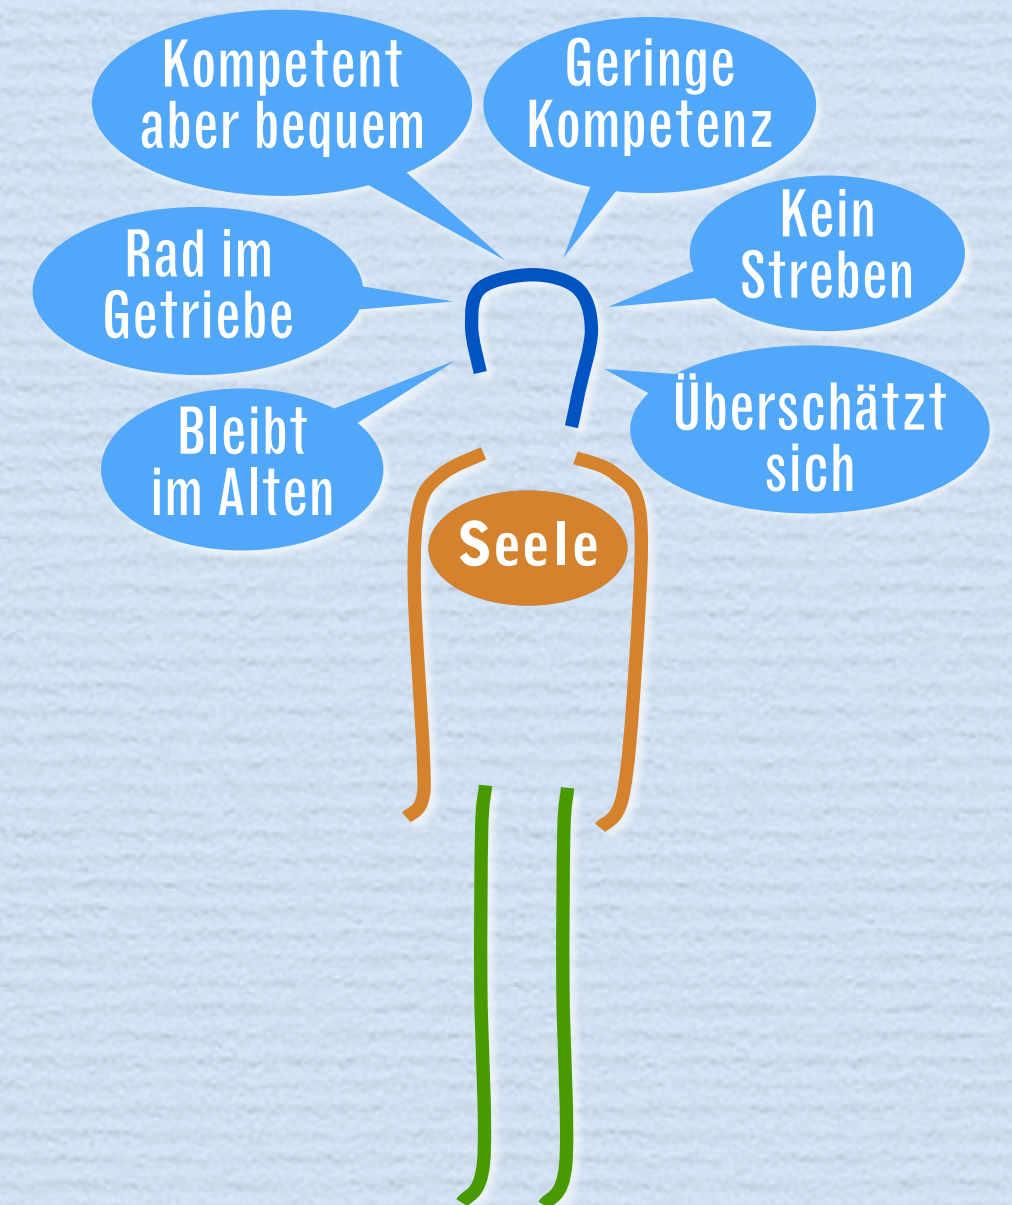 Kompetent
aber bequem
Geringe
Kompetenz
Kein
Streben
Rad im
Getriebe
Überschätzt
sich
Bleibt
im Alten
Seele